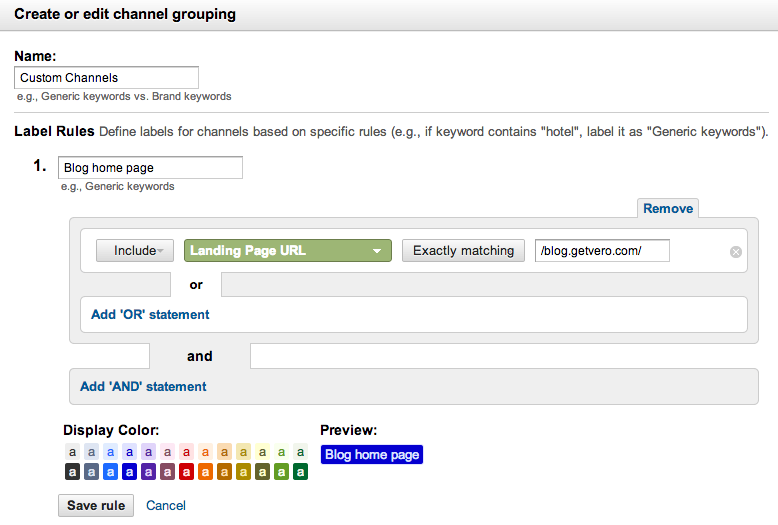 Create or edit channel grouping
Name:
Custom Channels
e.g., Generic keywords vs. Brand keywords
Label Rules Define labels for channels based on specific rules (e.g., if keyword contains "hotel", label it as "Generic keywords").
1. Blog home page
e.g., Generic keywords
Remove
Include Landing Page URL Exactly matching /blog.getvero.com/
or
Add 'OR' statement
and
Add 'AND' statement
Display Color: Preview:
a a a a a a a a a a a a a
a a a a a a a a a a a a a Blog home page
Save rule Cancel